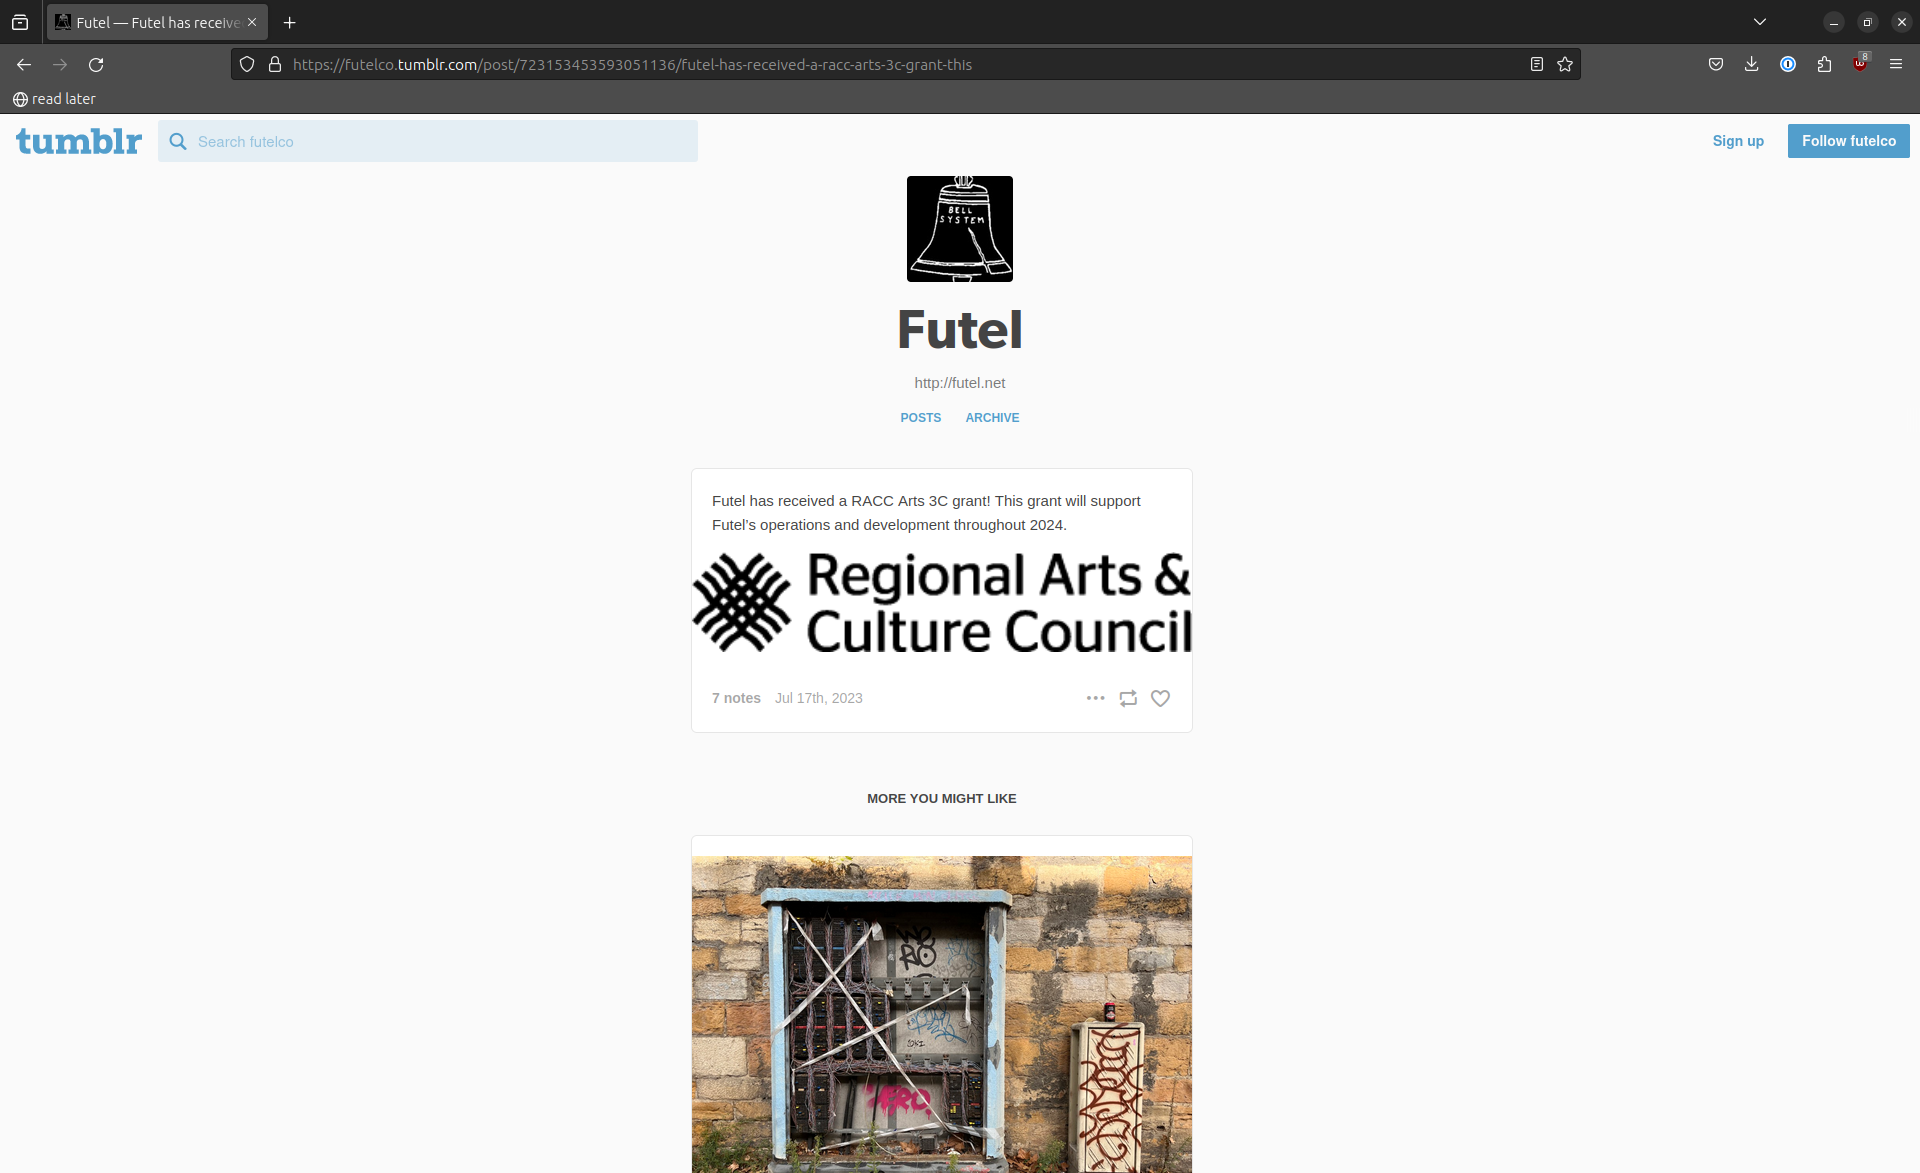 Futel — Futel has receive
https://futelco.tumblr.com/post/723153453593051136/futel-has-received-a-racc-arts-3c-grant-this
8
read later
tumblr
Search futelco
Sign up
Follow futelco
BELL
SYSTEM
Futel
http://futel.net
POSTS ARCHIVE
Futel has received a RACC Arts 3C grant! This grant will support
Futel’s operations and development throughout 2024.
Regional Arts &
Culture Council
7 notes Jul 17th, 2023
MORE YOU MIGHT LIKE